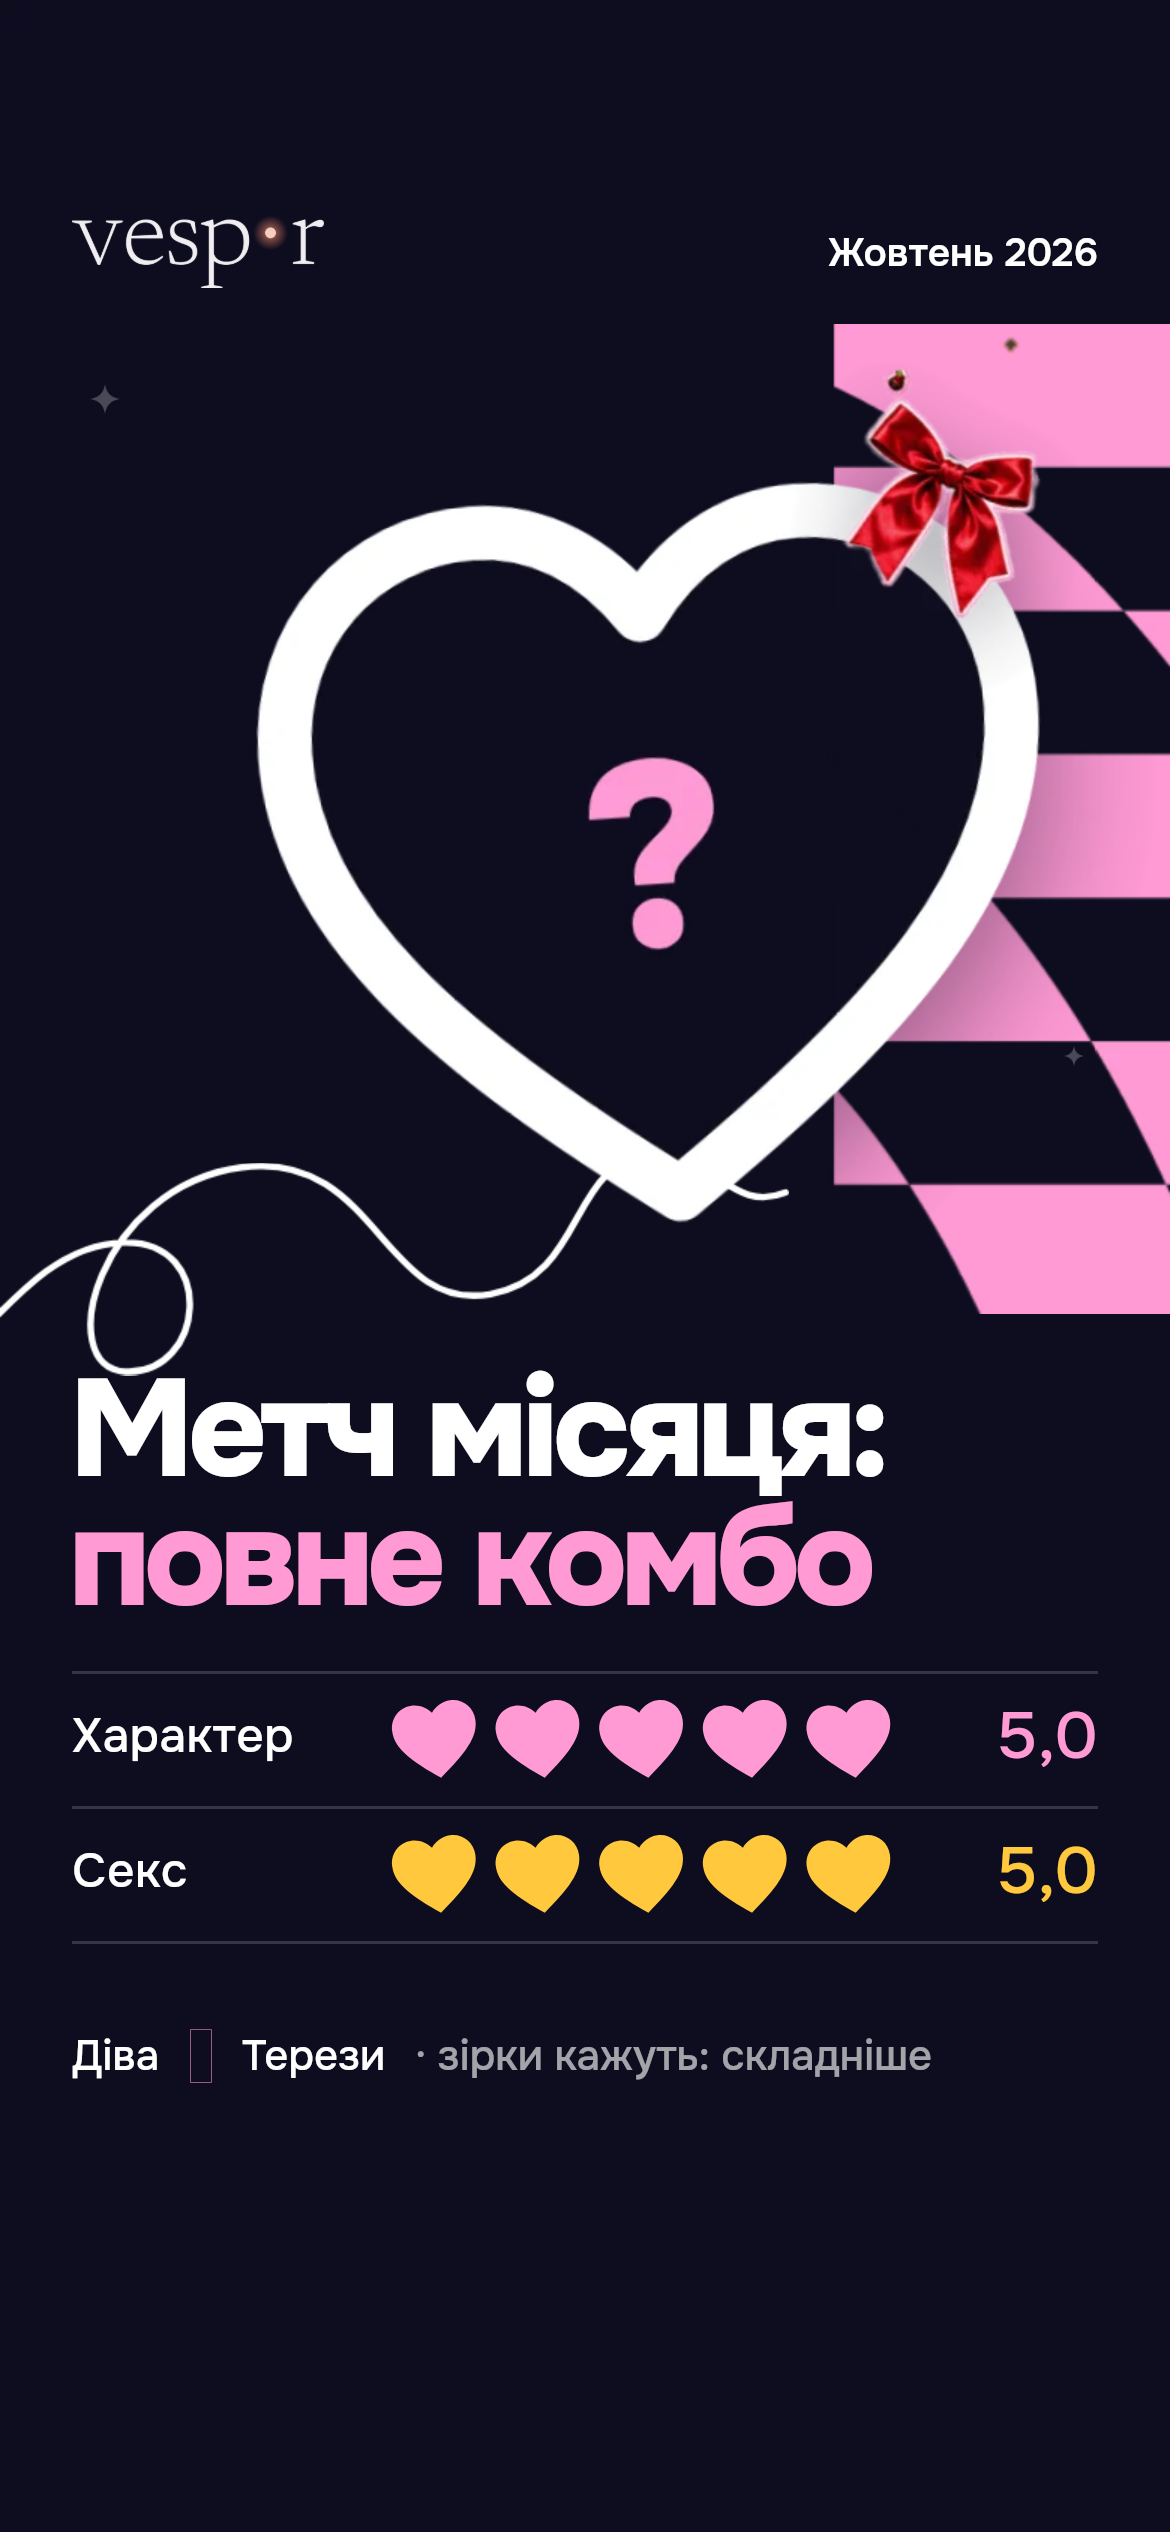 vesp•r
Жовтень 2026
?
Метч місяця:
повне комбо
Характер 5,0
Секс 5,0
Діва Терези · зірки кажуть: складніше